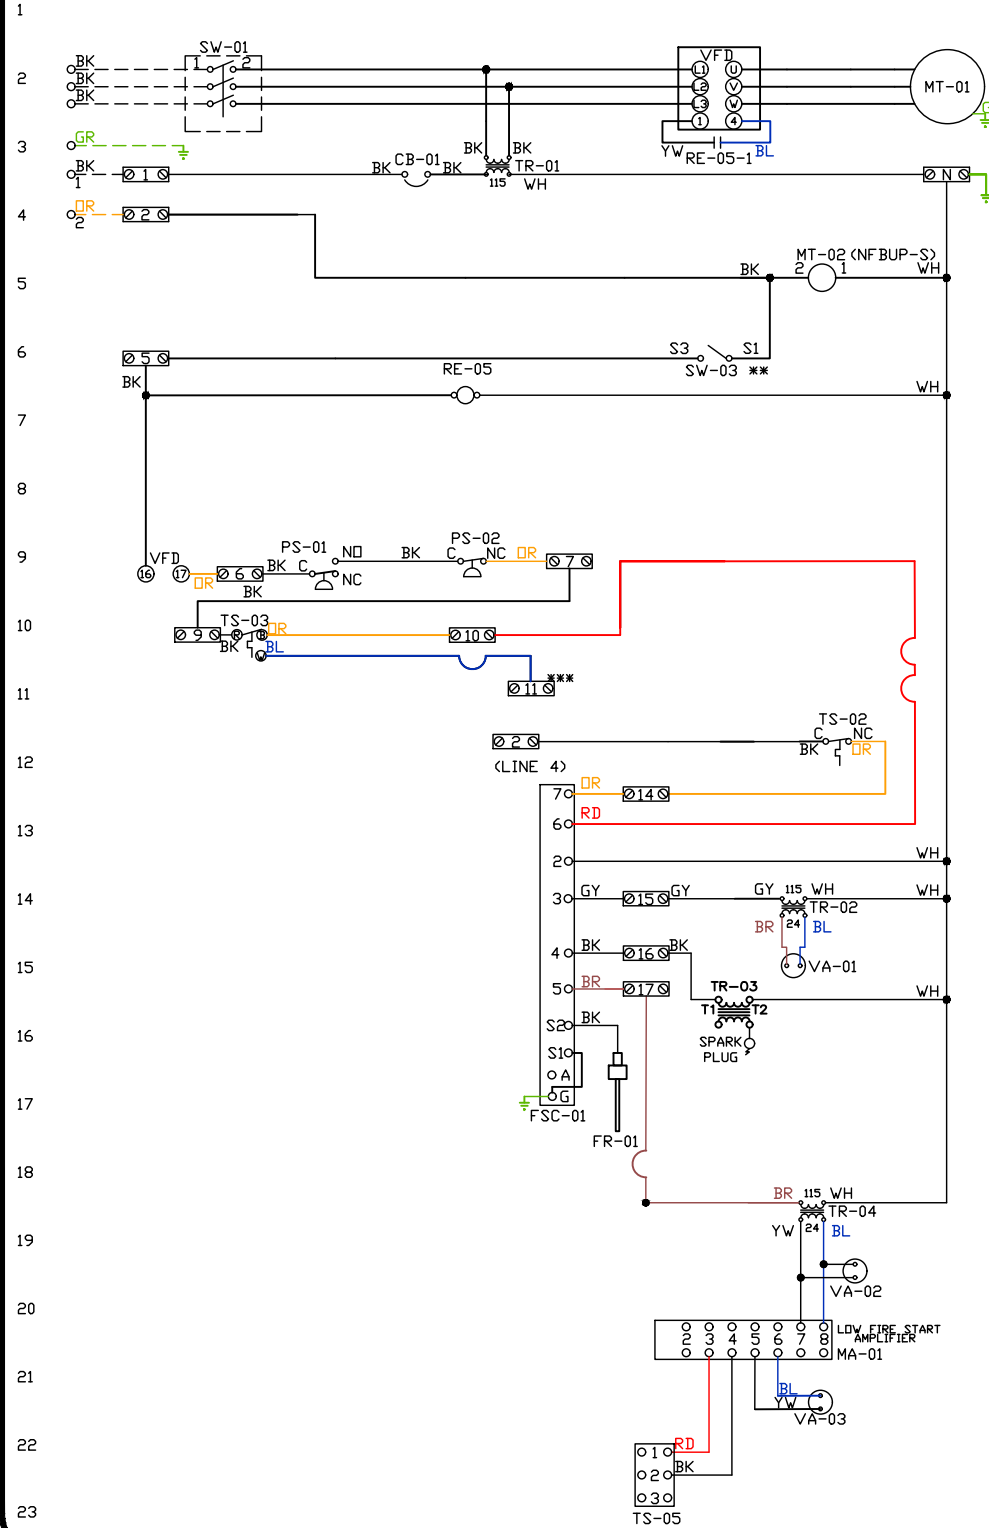 1
SW-01
BK
1 2
VFD
L1 U
2
BK
L2 V
MT-01
BK
L3 W
G
1 4
GR
3
BK BK
YW RE-05-1 BL
CB-01
BK
1
1
BK BK
TR-01
115
WH
N
OR
2
4
2
MT-02 (NFBUP-S)
BK 2 1 WH
5
6
5
S3 S1
SW-03 **
RE-05
BK
WH
7
8
9
VFD
16 17
OR
6
BK
PS-01
C NO
NC
BK
PS-02
C NC
OR
7
BK
10
9
TS-03
R B
BK
W
OR
BL
10
11
11
***
TS-02
2
C NC
BK OR
12
(LINE 4)
7 OR 14
13
6 RD
2 WH
14
3 GY 15 GY
GY 115 WH WH
TR-02
BR 24 BL
15
4 BK 16 BK
VA-01
5 BR 17
TR-03
WH
T1 T2
S2 BK
16
SPARK
PLUG
S1
A
17
G
FSC-01
FR-01
18
BR 115 WH
TR-04
19
YW 24 BL
VA-02
20
2 3 4 5 6 7 8
LOW FIRE START
AMPLIFIER
MA-01
21
BL
YW
VA-03
22
1 RD
2 BK
3
23
TS-05